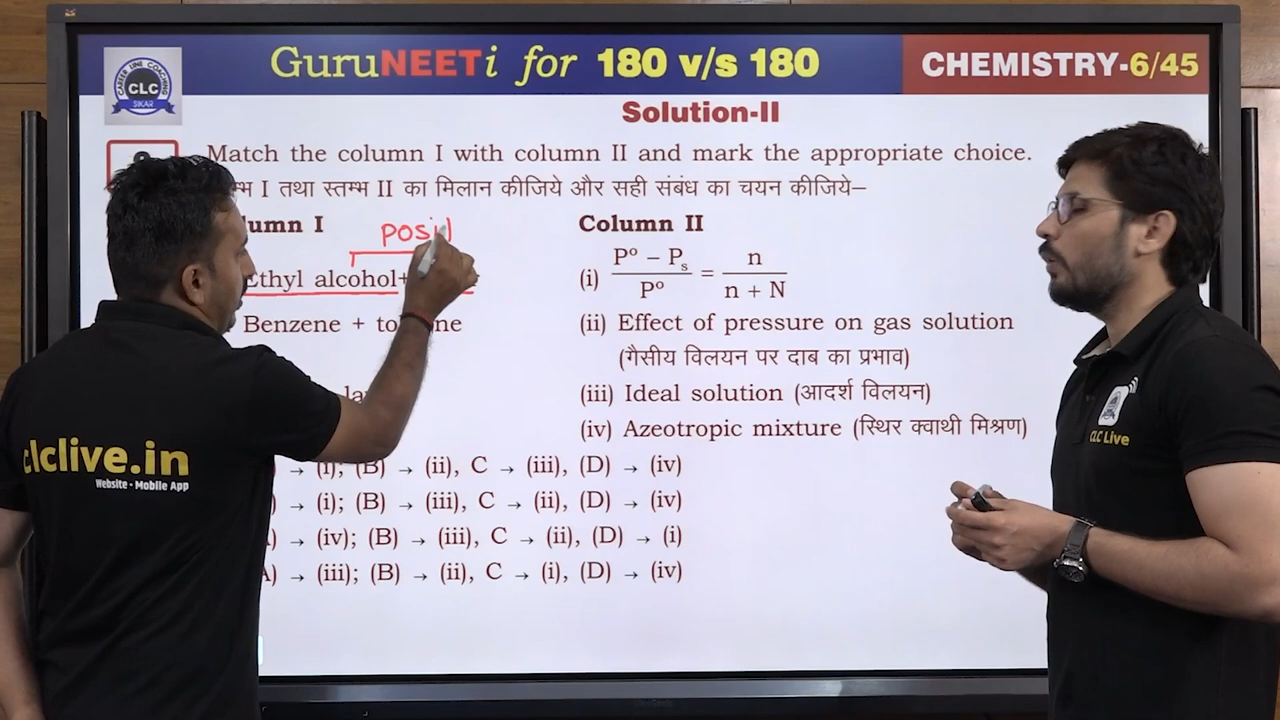 GuruNEETi for 180 v/s 180
CHEMISTRY-6/45
CAREER LINE COACHING
CLC
SIKAR
Solution-II
Match the column I with column II and mark the appropriate choice.
I तथा स्तम्भ II का मिलान कीजिये और सही संबंध का चयन कीजिये–
I
Column II
posi
Ethyl alcohol+
(i) P° – Ps / P° = n / n + N
Benzene +
(ii) Effect of pressure on gas solution
(गैसीय विलयन पर दाब का प्रभाव)
(iii) Ideal solution (आदर्श विलयन)
(iv) Azeotropic mixture (स्थिर क्वाथी मिश्रण)
→ (i); (B) → (ii), C → (iii), (D) → (iv)
→ (i); (B) → (iii), C → (ii), (D) → (iv)
→ (iv); (B) → (iii), C → (ii), (D) → (i)
→ (iii); (B) → (ii), C → (i), (D) → (iv)
clclive.in
Website • Mobile App
CLC Live